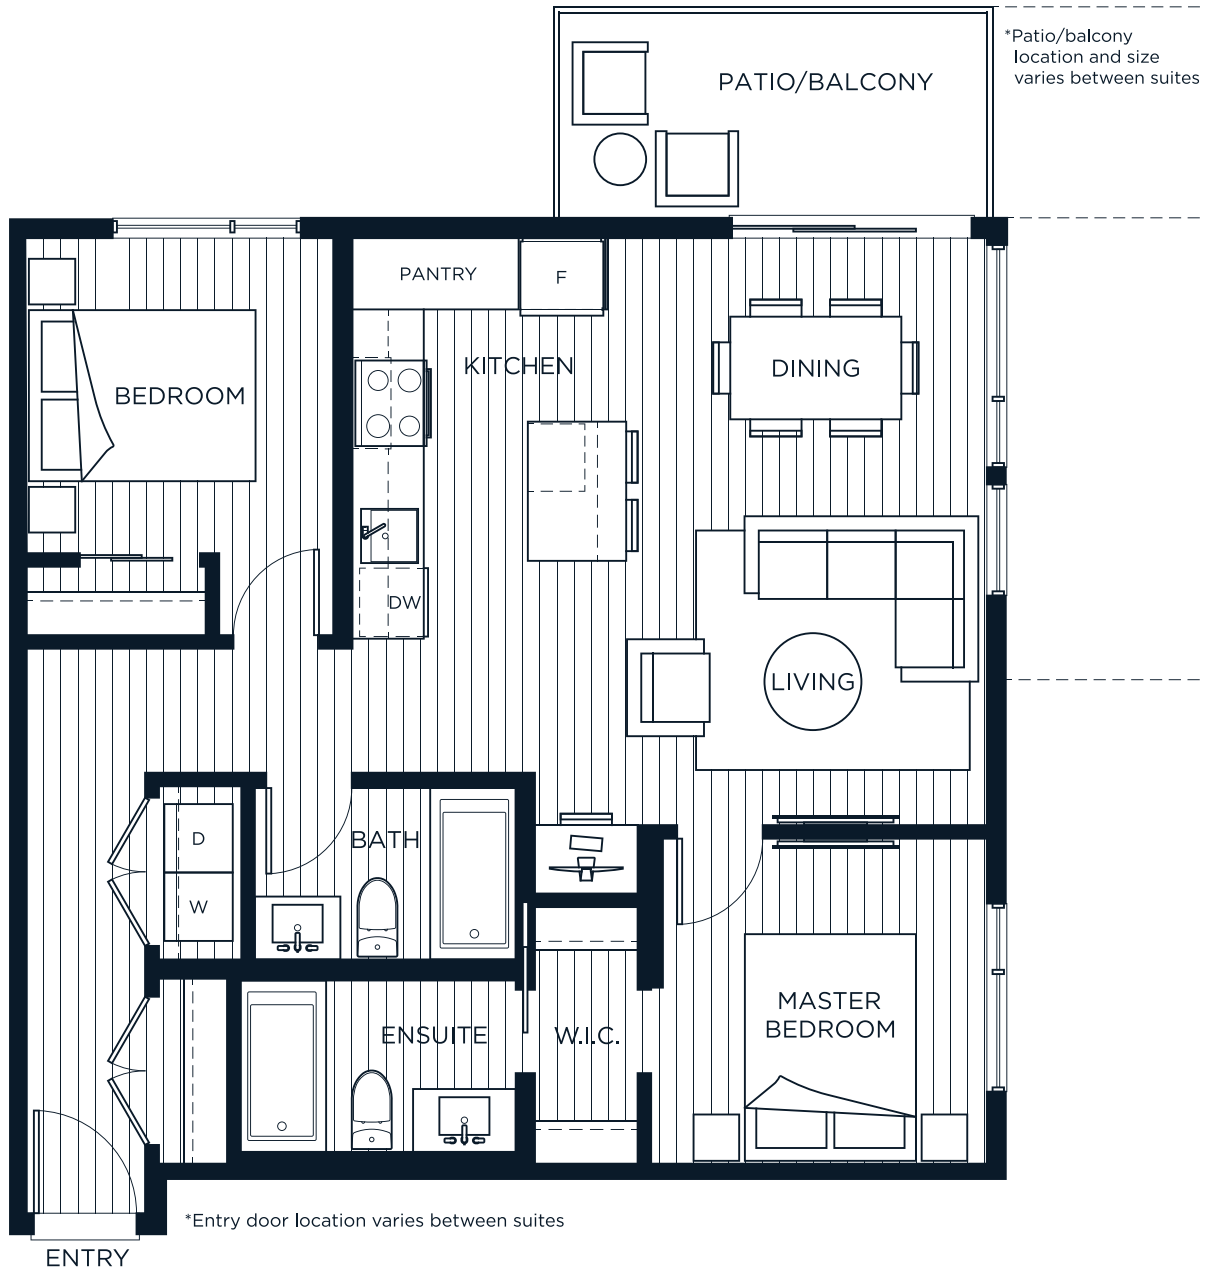 *Patio/balcony
location and size
varies between suites
PATIO/BALCONY
PANTRY
F
KITCHEN
DINING
BEDROOM
DW
LIVING
D
BATH
W
MASTER
BEDROOM
ENSUITE
W.I.C.
*Entry door location varies between suites
ENTRY